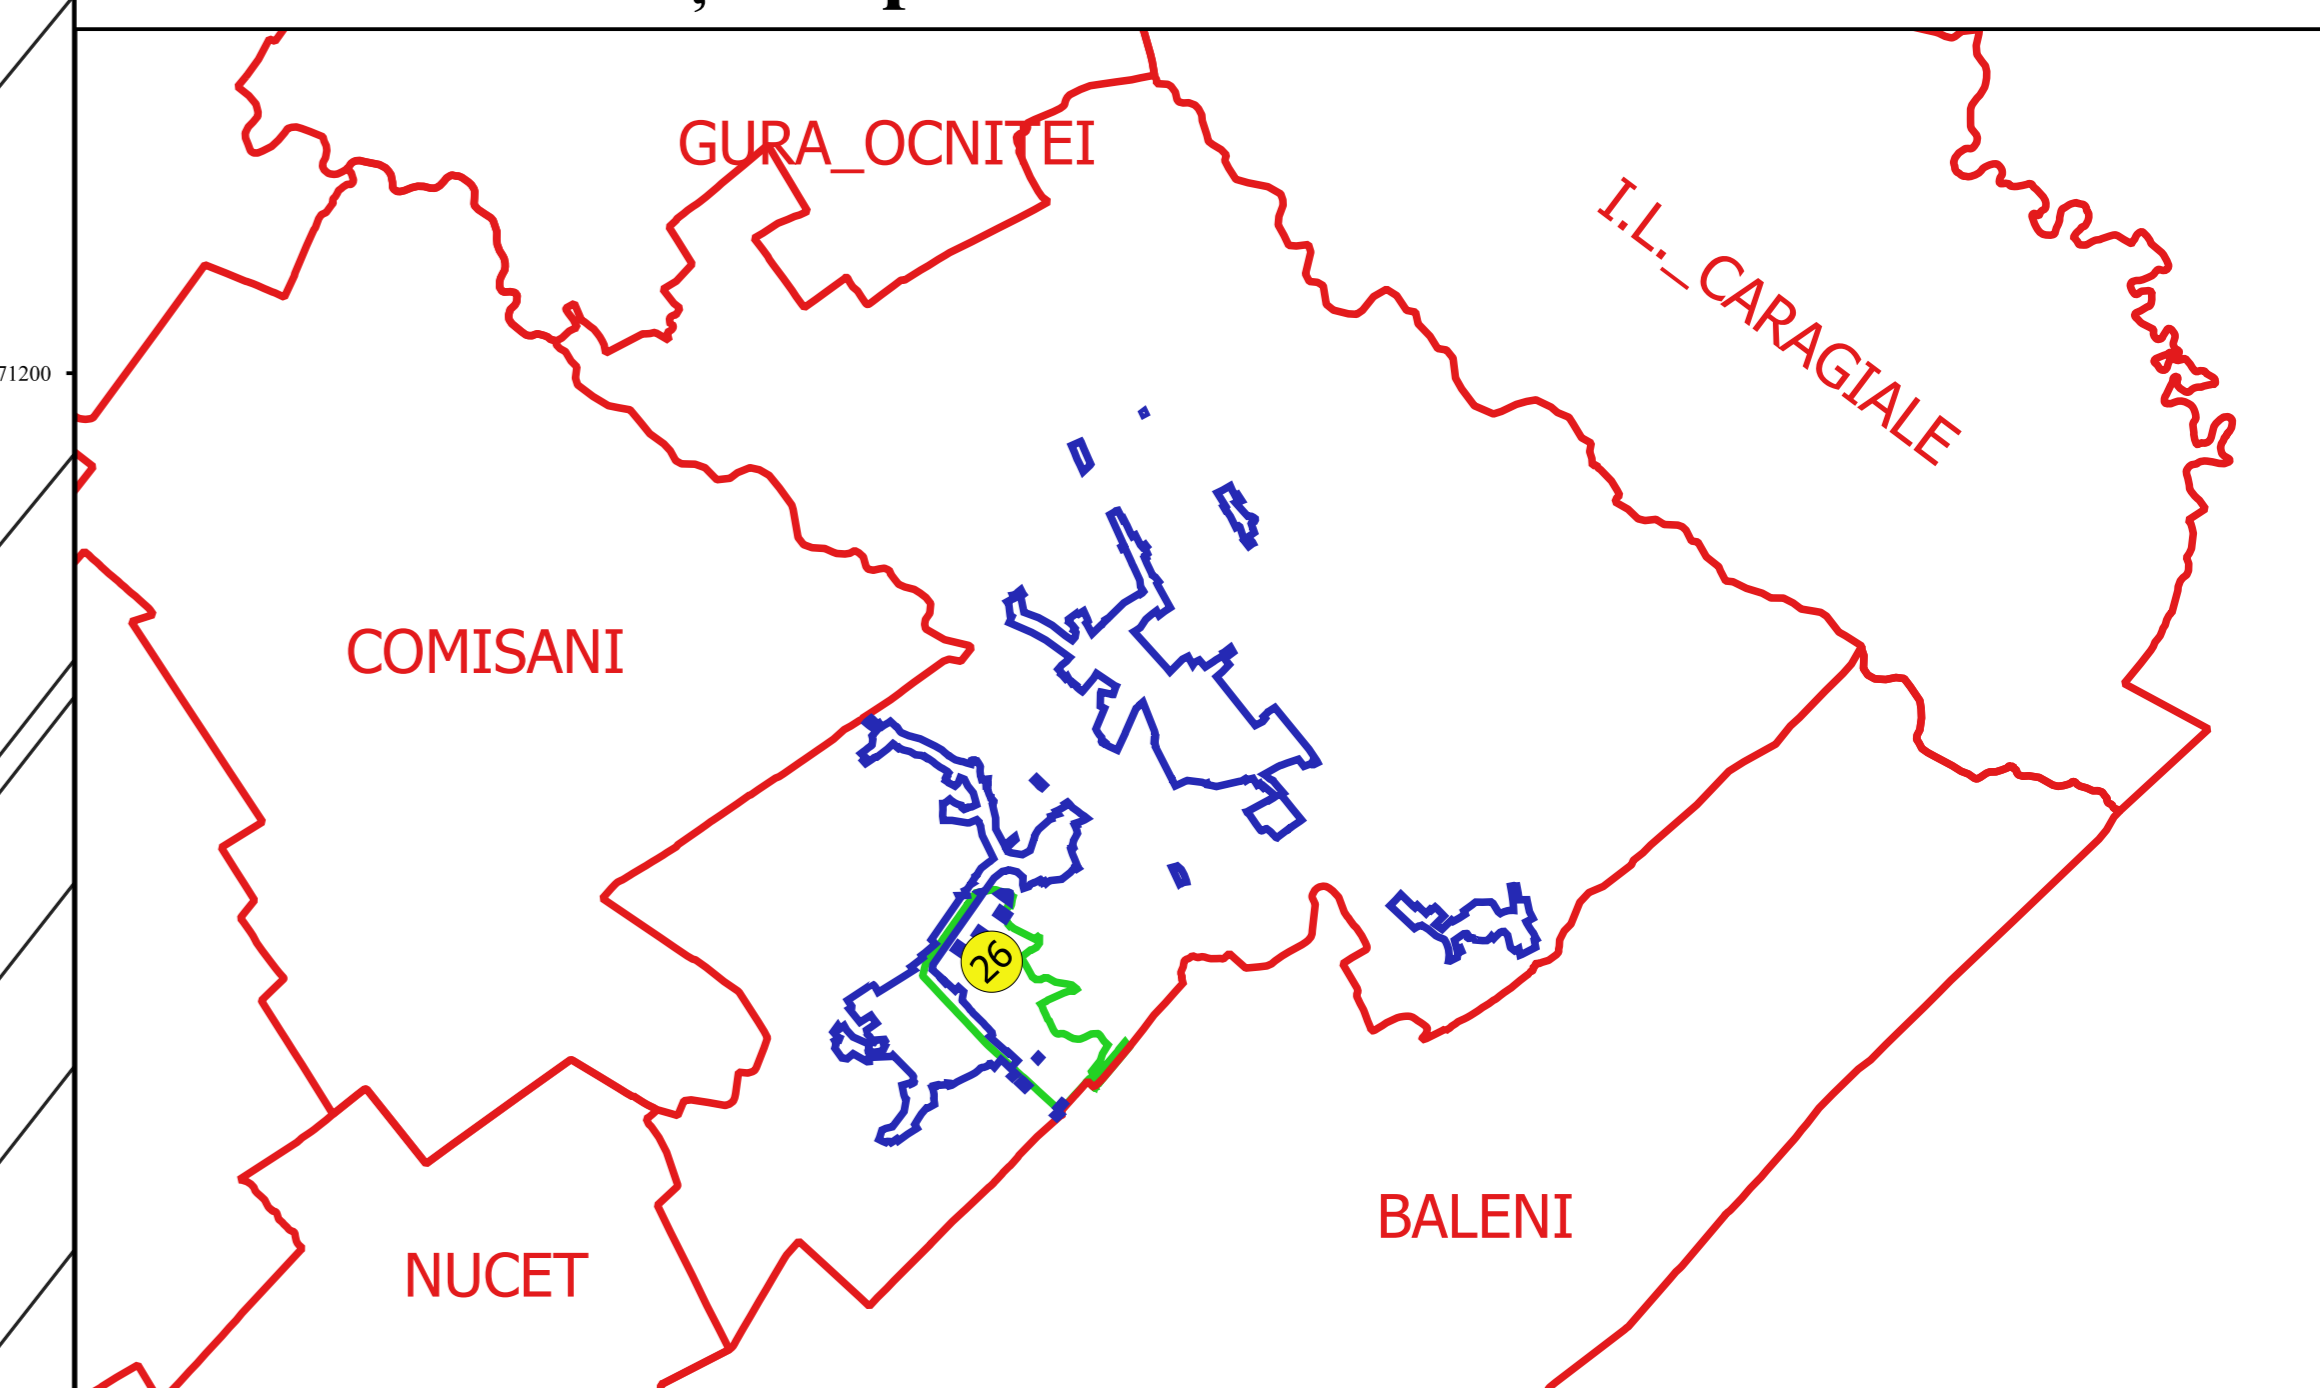 GURA_OCNITEI
I.L._CARAGIALE
71200
COMISANI
26
BALENI
NUCET